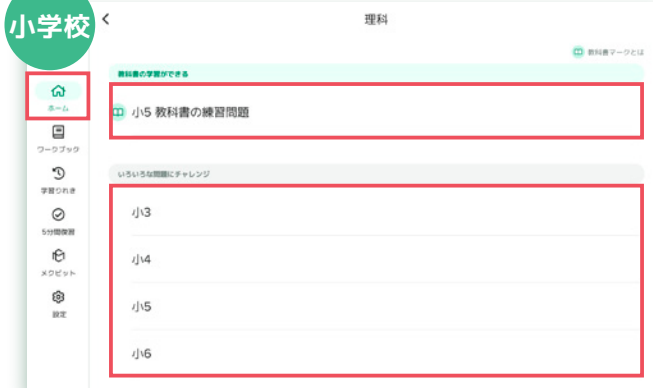 小学校
理科
教科書マークとは
教科書の学習ができる
小5 教科書の練習問題
いろいろな問題にチャレンジ
小3
小4
小5
小6
ホーム
ワークブック
学習りれき
5分間復習
メクビット
設定